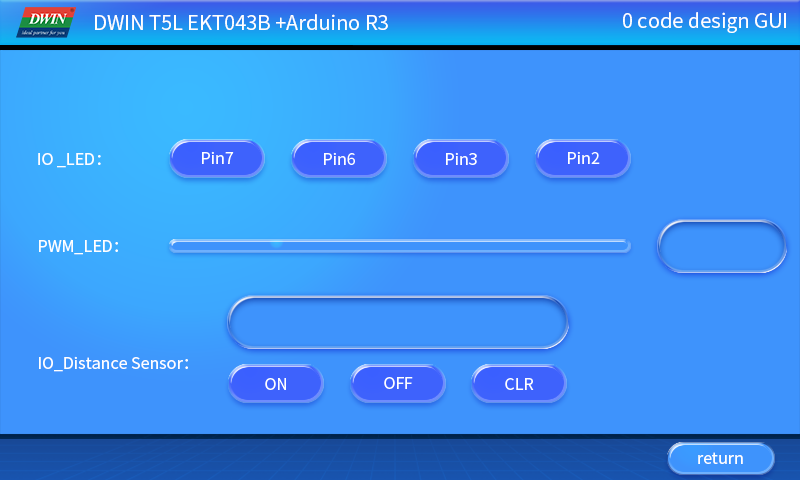 DWIN
ideal partner for you
DWIN T5L EKT043B +Arduino R3
0 code design GUI
IO _LED：
Pin7
Pin6
Pin3
Pin2
PWM_LED：
IO_Distance Sensor：
ON
OFF
CLR
return